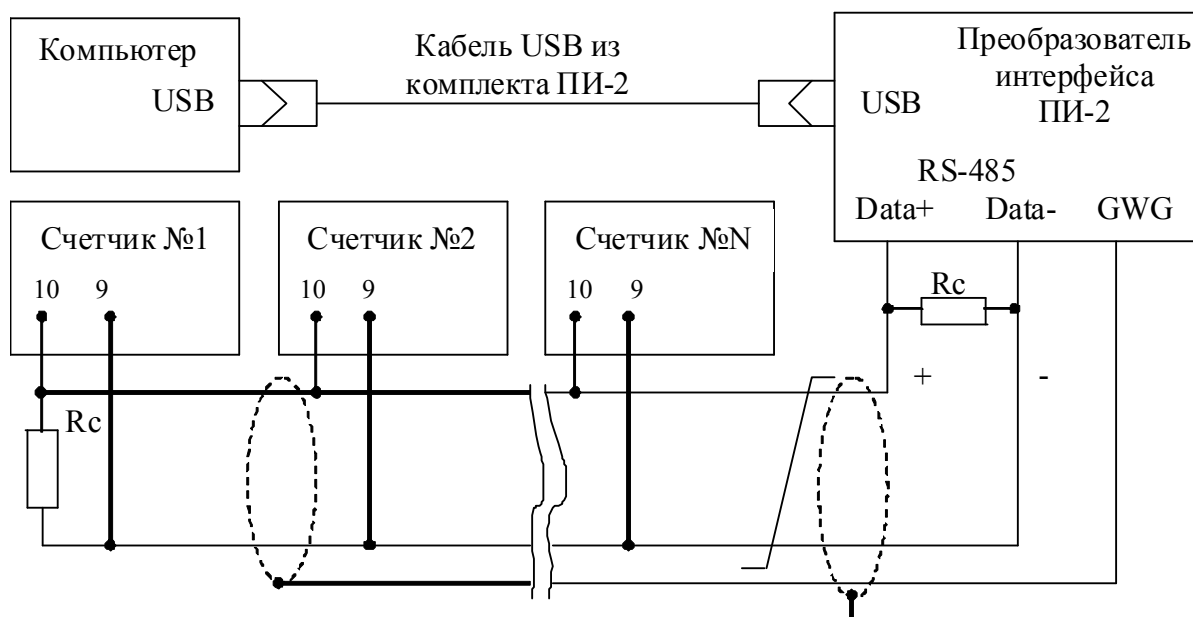 Компьютер
USB
Кабель USB из
комплекта ПИ-2
Преобразователь
интерфейса
ПИ-2
USB
RS-485
Data+ Data- GWG
Счетчик №1
10 9
Счетчик №2
10 9
Счетчик №N
10 9
Rc
+ -
Rc